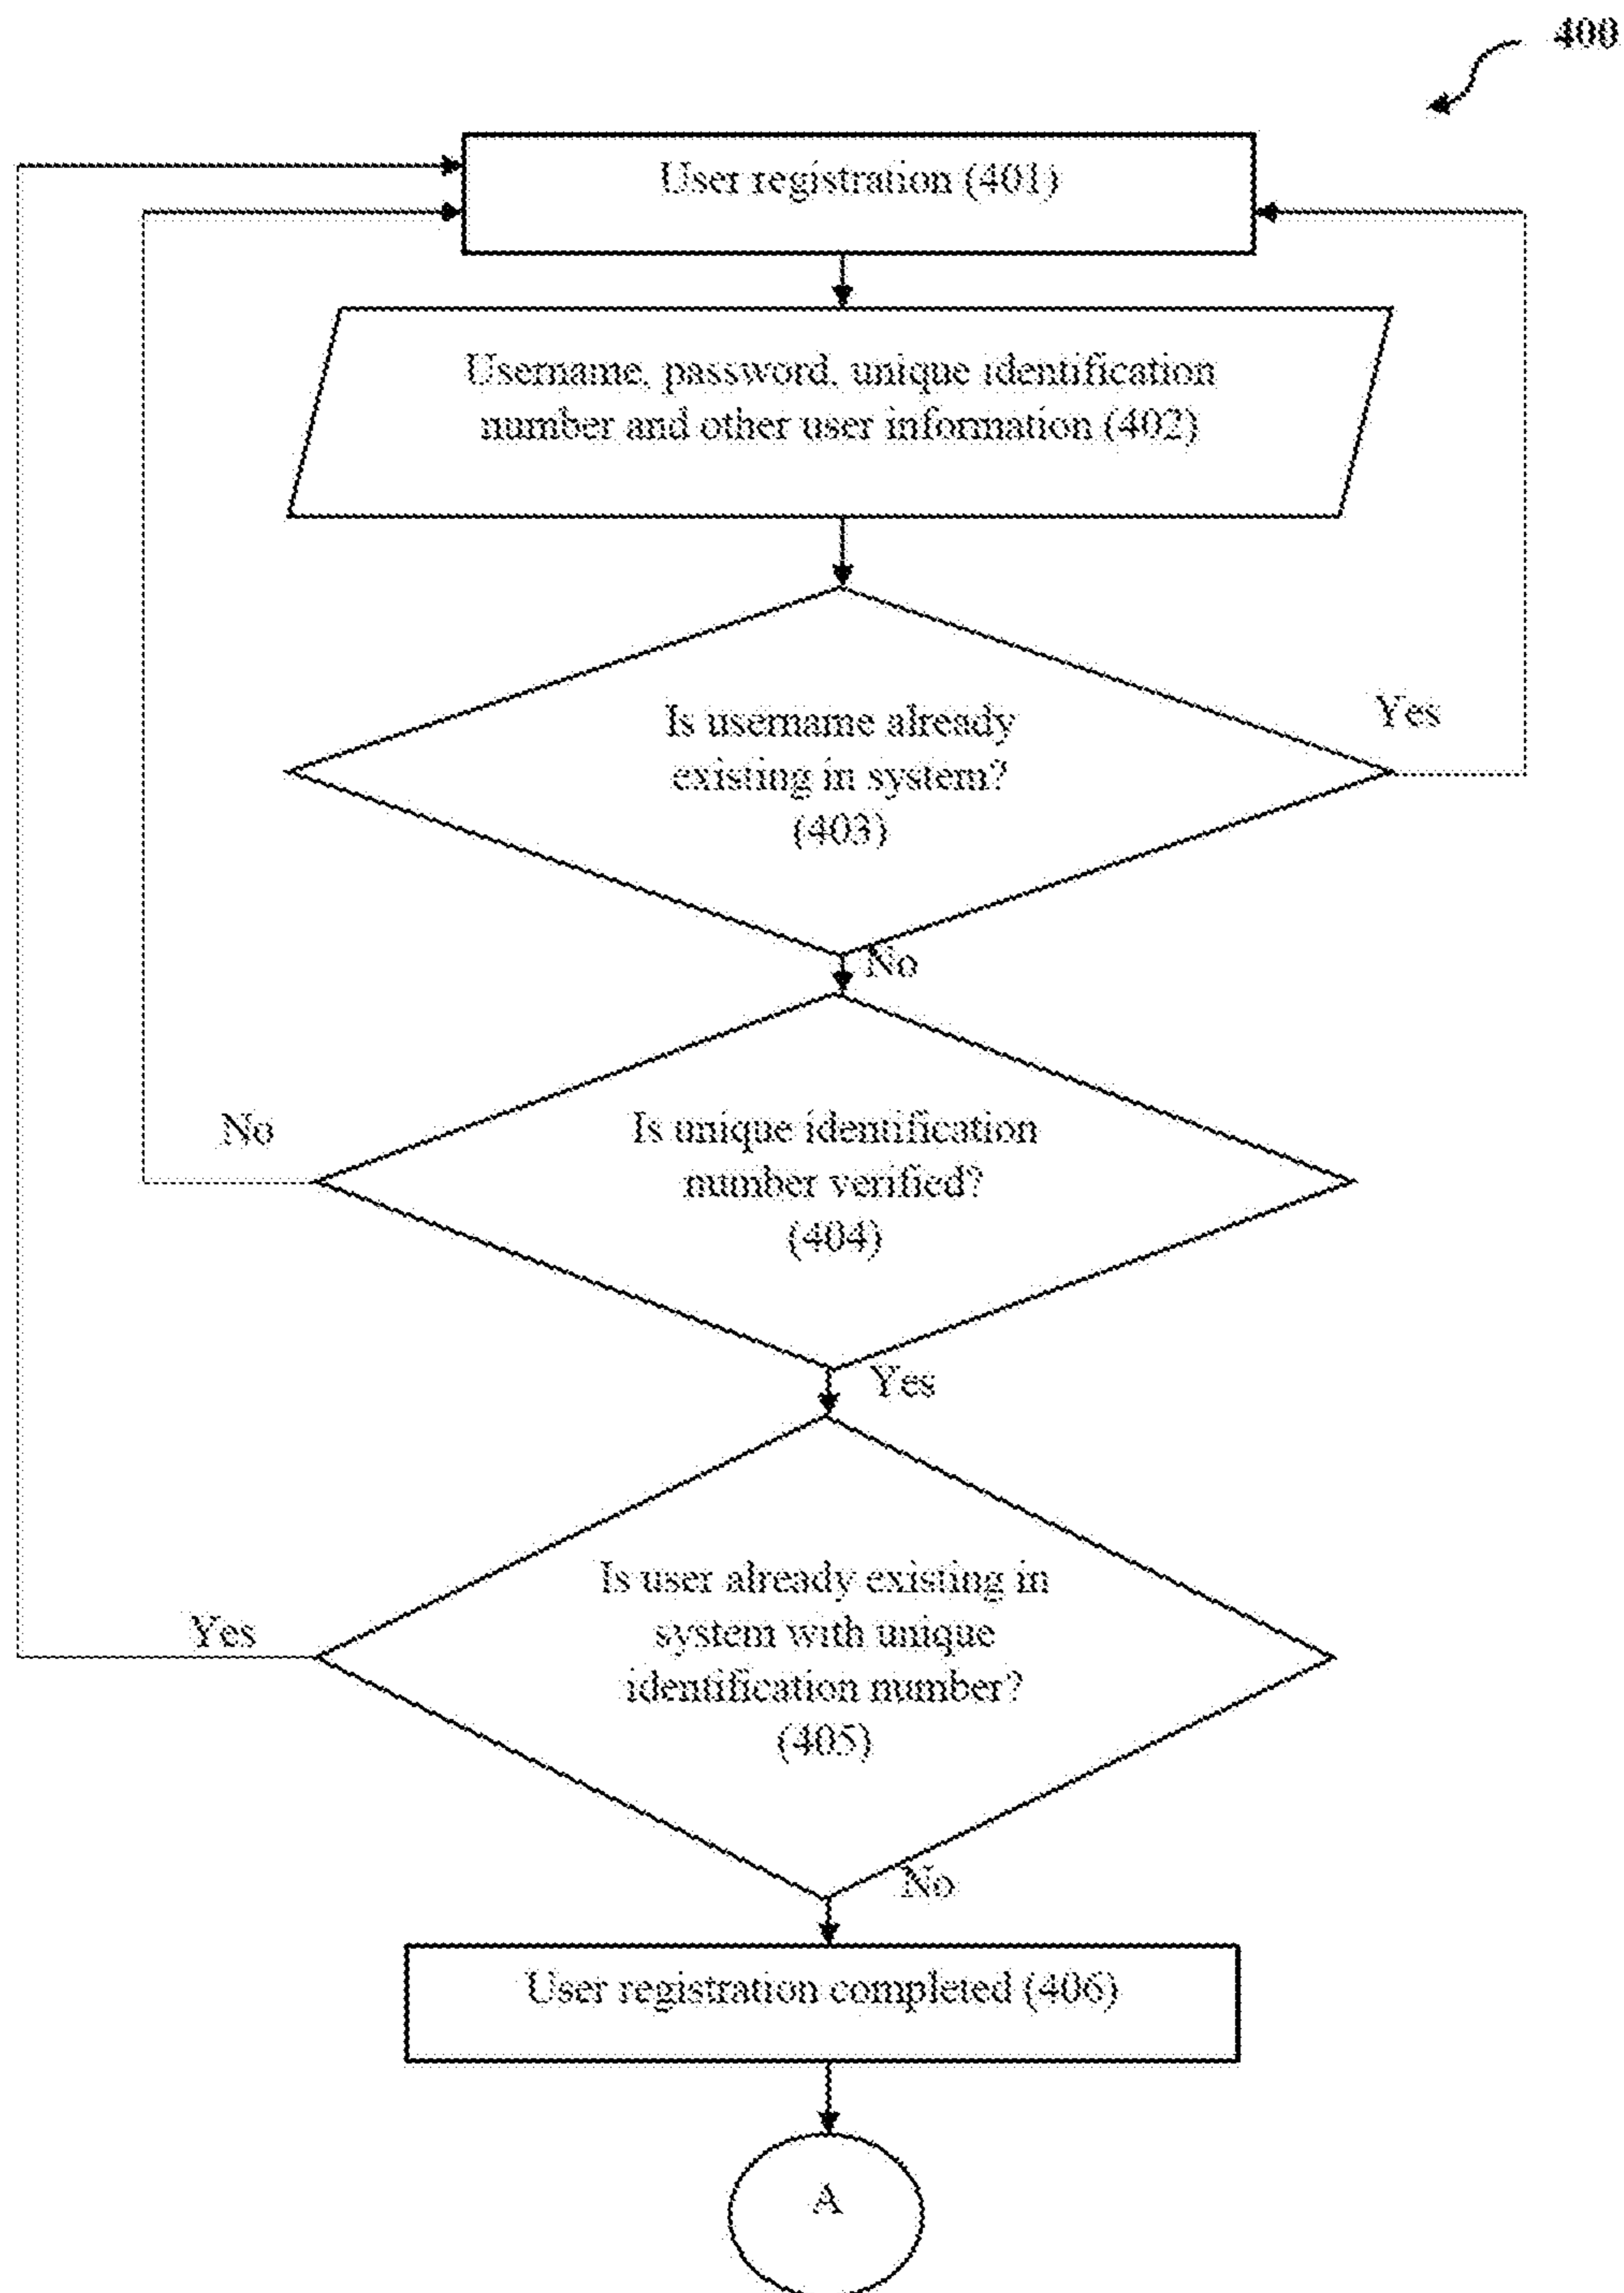 400
User registration (401)
Username, password, unique identification
number and other user information (402)
Is username already
existing in system?
(403)
Yes
No
Is unique identification
number verified?
(404)
No
Yes
Is user already existing in
system with unique
identification number?
(405)
Yes
No
User registration completed (406)
A